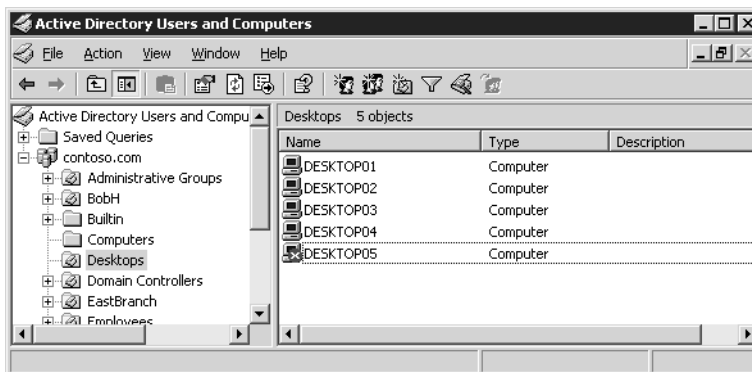 Active Directory Users and Computers
File Action View Window Help
Active Directory Users and Compu
Saved Queries
contoso.com
Administrative Groups
BobH
Builtin
Computers
Desktops
Domain Controllers
EastBranch
Employees
Desktops 5 objects
Name Type Description
DESKTOP01 Computer
DESKTOP02 Computer
DESKTOP03 Computer
DESKTOP04 Computer
DESKTOP05 Computer